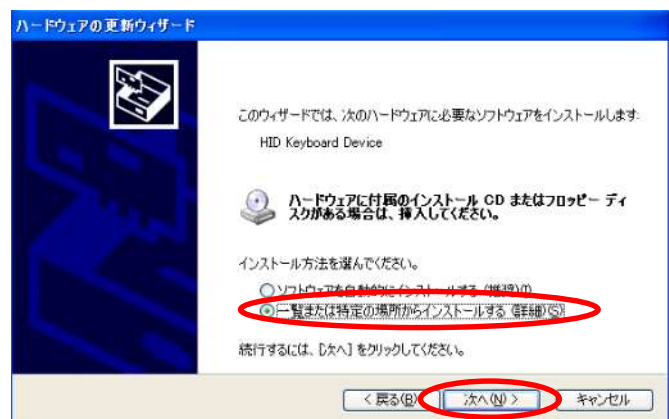 ハードウェアの更新ウィザード
このウィザードでは、次のハードウェアに必要なソフトウェアをインストールします:
HID Keyboard Device
ハードウェアに付属のインストール CD またはフロッピー ディ
スクがある場合は、挿入してください。
インストール方法を選んでください。
ソフトウェアを自動的にインストールする (推奨)(I)
一覧または特定の場所からインストールする (詳細)(S)
続行するには、[次へ] をクリックしてください。
< 戻る(B) 次へ(N) > キャンセル